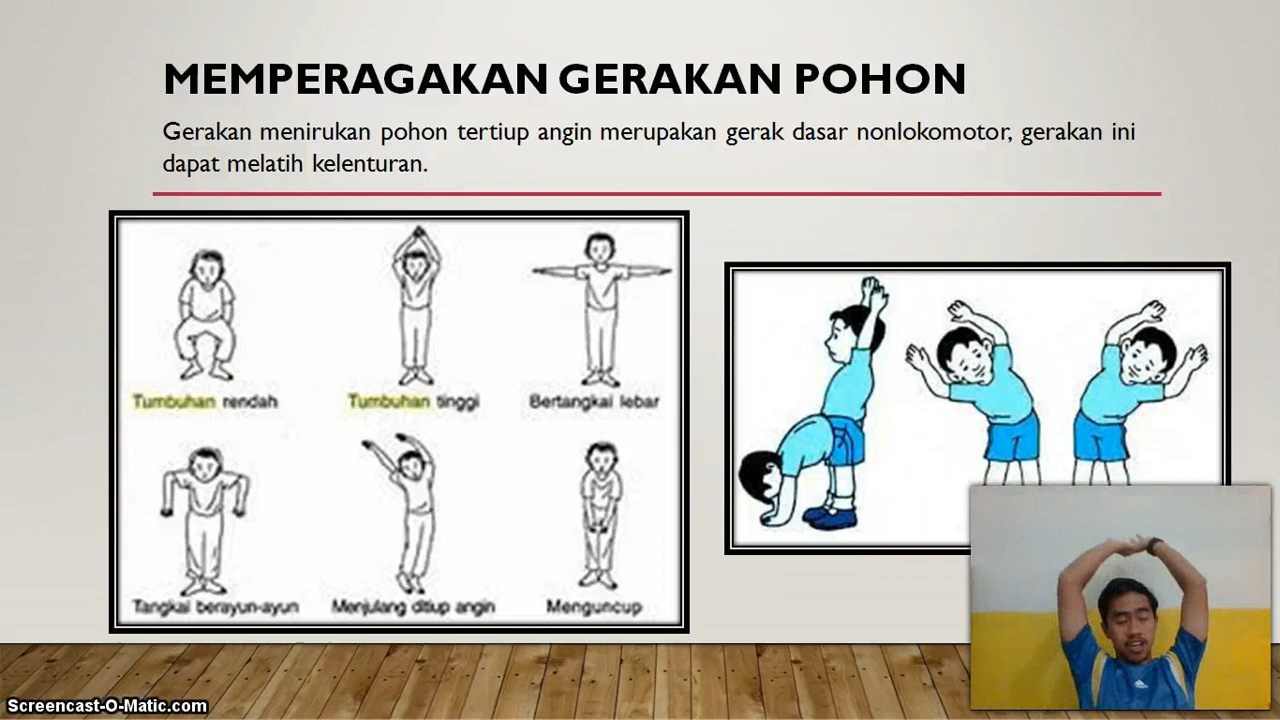 MEMPERAGAKAN GERAKAN POHON
Gerakan menirukan pohon tertiup angin merupakan gerak dasar nonlokomotor, gerakan ini
dapat melatih kelenturan.
Tumbuhan rendah
Tumbuhan tinggi
Bertangkai lebar
Tangkai berayun-ayun
Menjulang ditiup angin
Menguncup
Screencast-O-Matic.com